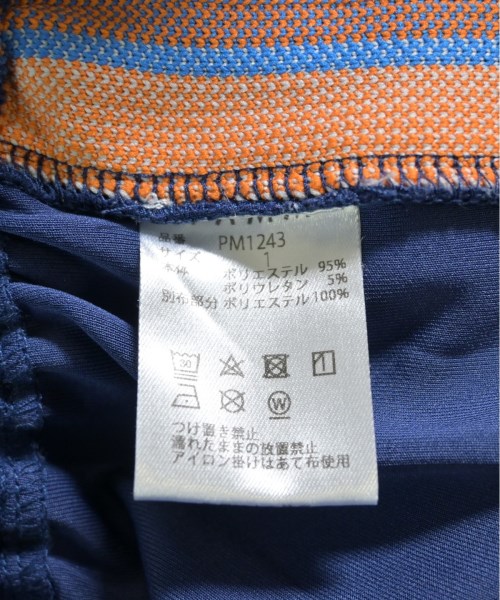 品番 PM1243
サイズ 1
本体 ポリエステル 95%
ポリウレタン 5%
別布部分 ポリエステル100%
30
1
W
つけ置き禁止
濡れたままの放置禁止
アイロン掛けはあて布使用